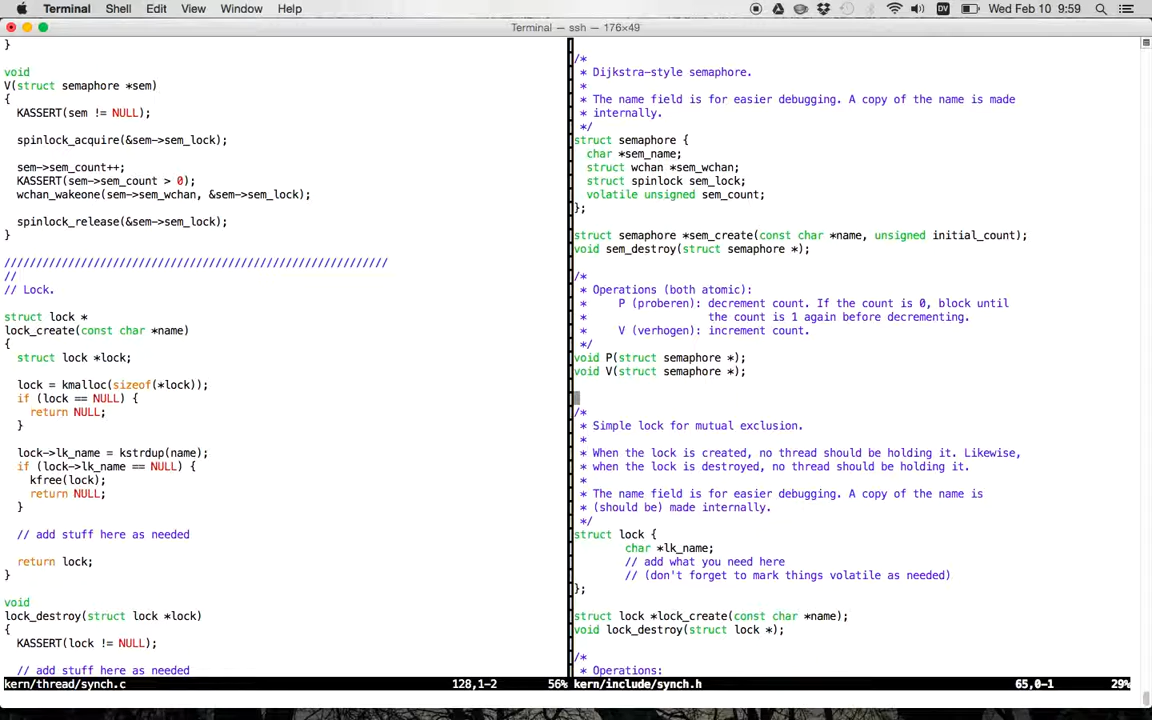 Terminal Shell Edit View Window Help
DV
Wed Feb 10 9:59
Terminal — ssh — 176×49
}
void
V(struct semaphore *sem)
{
  KASSERT(sem != NULL);
  spinlock_acquire(&sem->sem_lock);
  sem->sem_count++;
  KASSERT(sem->sem_count > 0);
  wchan_wakeone(sem->sem_wchan, &sem->sem_lock);
  spinlock_release(&sem->sem_lock);
}
////////////////////////////////////////////////////////////
//
// Lock.
struct lock *
lock_create(const char *name)
{
  struct lock *lock;
  lock = kmalloc(sizeof(*lock));
  if (lock == NULL) {
    return NULL;
  }
  lock->lk_name = kstrdup(name);
  if (lock->lk_name == NULL) {
    kfree(lock);
    return NULL;
  }
  // add stuff here as needed
  return lock;
}
void
lock_destroy(struct lock *lock)
{
  KASSERT(lock != NULL);
  // add stuff here as needed
kern/thread/synch.c 128,1-2 56%
/*
 * Dijkstra-style semaphore.
 *
 * The name field is for easier debugging. A copy of the name is made
 * internally.
 */
struct semaphore {
  char *sem_name;
  struct wchan *sem_wchan;
  struct spinlock sem_lock;
  volatile unsigned sem_count;
};
struct semaphore *sem_create(const char *name, unsigned initial_count);
void sem_destroy(struct semaphore *);
/*
 * Operations (both atomic):
 *     P (proberen): decrement count. If the count is 0, block until
 *                   the count is 1 again before decrementing.
 *     V (verhogen): increment count.
 */
void P(struct semaphore *);
void V(struct semaphore *);
/*
 * Simple lock for mutual exclusion.
 *
 * When the lock is created, no thread should be holding it. Likewise,
 * when the lock is destroyed, no thread should be holding it.
 *
 * The name field is for easier debugging. A copy of the name is
 * (should be) made internally.
 */
struct lock {
        char *lk_name;
        // add what you need here
        // (don't forget to mark things volatile as needed)
};
struct lock *lock_create(const char *name);
void lock_destroy(struct lock *);
/*
 * Operations:
kern/include/synch.h 65,0-1 29%